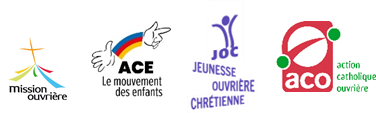 mission
ouvrière
ACE
Le mouvement
des enfants
JOC
JEUNESSE
OUVRIÈRE
CHRÉTIENNE
aco
action
catholique
ouvrière